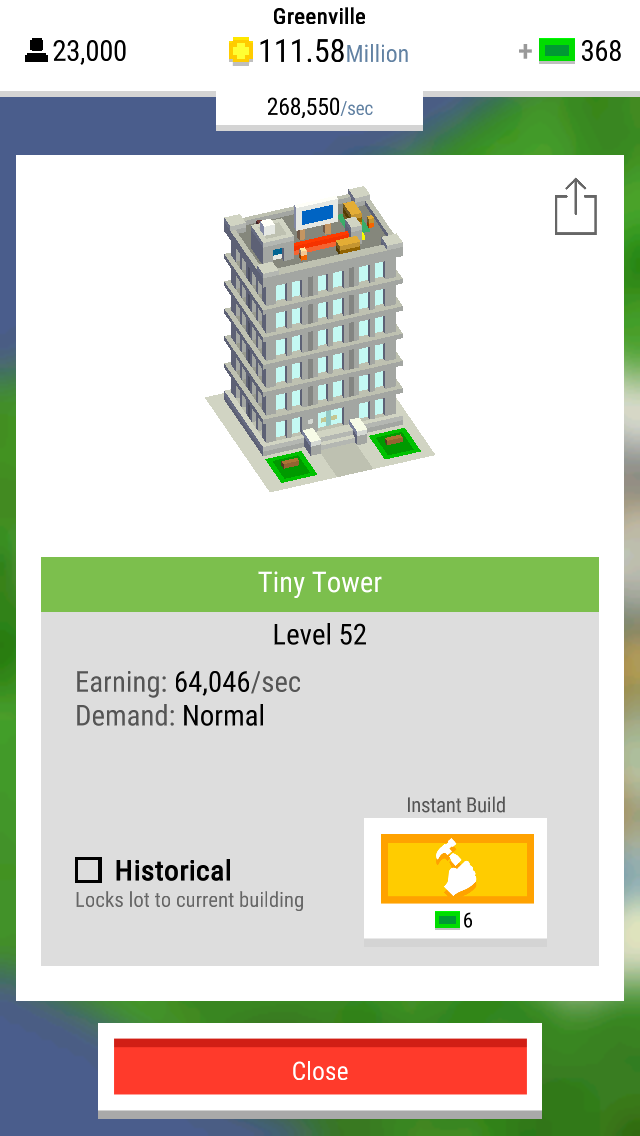 Greenville
23,000
111.58Million
+ 368
268,550/sec
Tiny Tower
Level 52
Earning: 64,046/sec
Demand: Normal
Instant Build
6
Historical
Locks lot to current building
Close